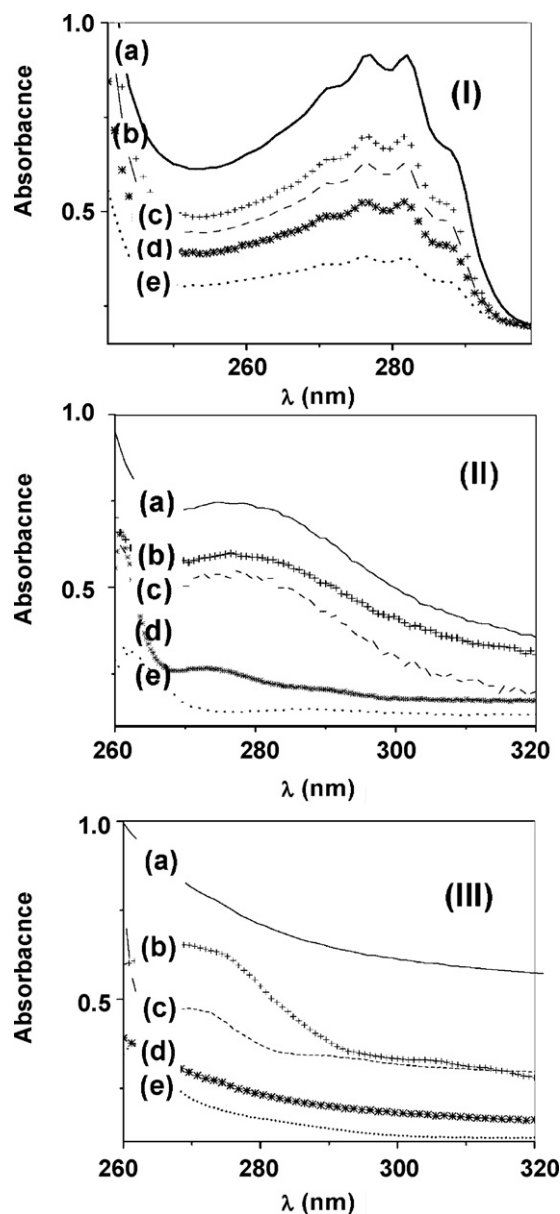 1.0
(a)
(I)
(b)
Absorbacnce
0.5
(c)
(d)
(e)
260 280
λ (nm)
1.0
(II)
(a)
(b)
Absorbacnce
0.5
(c)
(d)
(e)
260 280 300 320
λ (nm)
1.0
(a)
(III)
(b)
Absorbacnce
0.5
(c)
(d)
(e)
260 280 300 320
λ (nm)